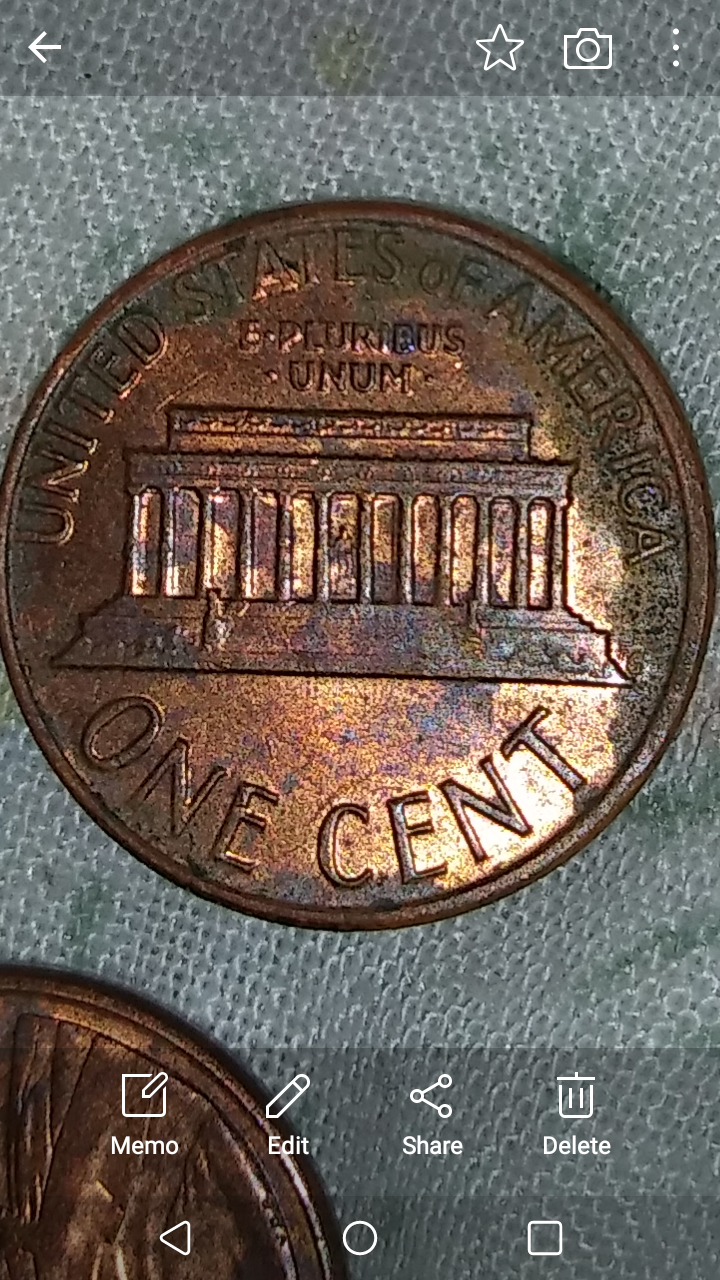 UNITED STATES OF AMERICA
E·PLURIBUS
·UNUM·
ONE CENT
Memo
Edit
Share
Delete